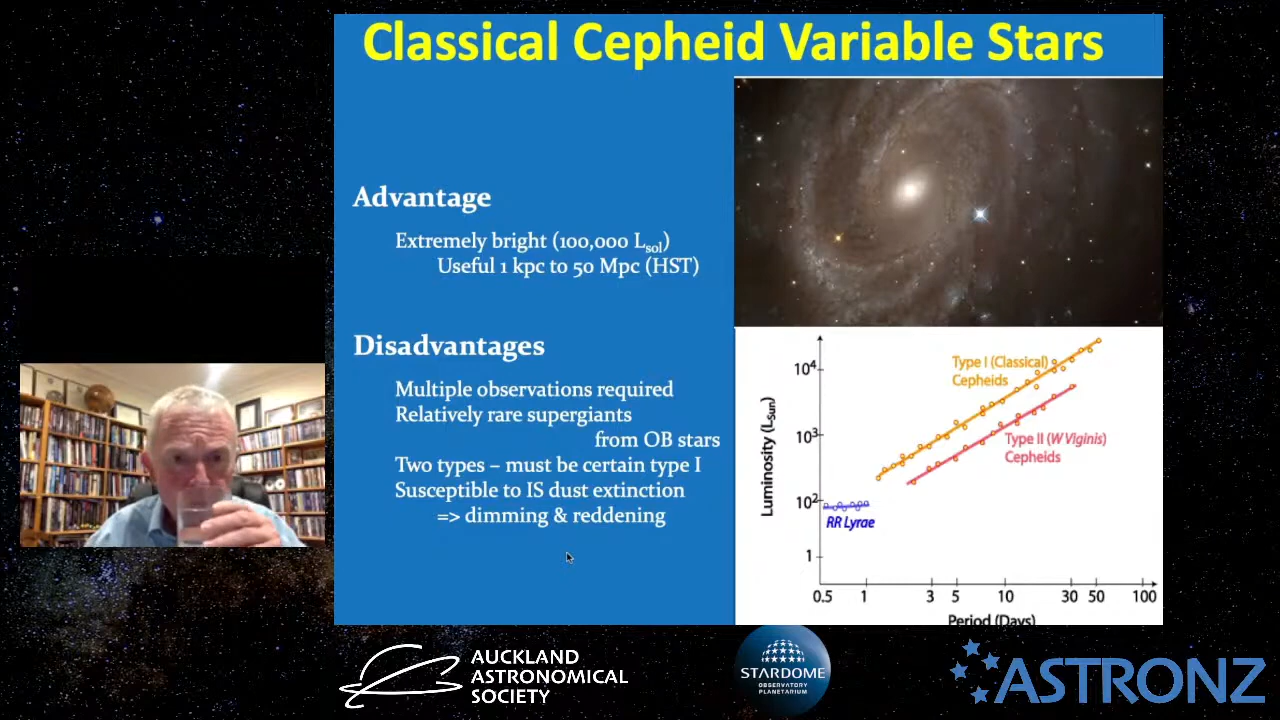 Classical Cepheid Variable Stars
Advantage
Extremely bright (100,000 Lsol)
Useful 1 kpc to 50 Mpc (HST)
Disadvantages
Multiple observations required
Relatively rare supergiants
from OB stars
Two types – must be certain type I
Susceptible to IS dust extinction
=> dimming & reddening
Luminosity (LSun)
10⁴
10³
10²
1
Type I (Classical)
Cepheids
Type II (W Viginis)
Cepheids
RR Lyrae
0.5 1 3 5 10 30 50 100
Period (Days)
AUCKLAND
ASTRONOMICAL
SOCIETY
STARDOME
OBSERVATORY
PLANETARIUM
ASTRONZ